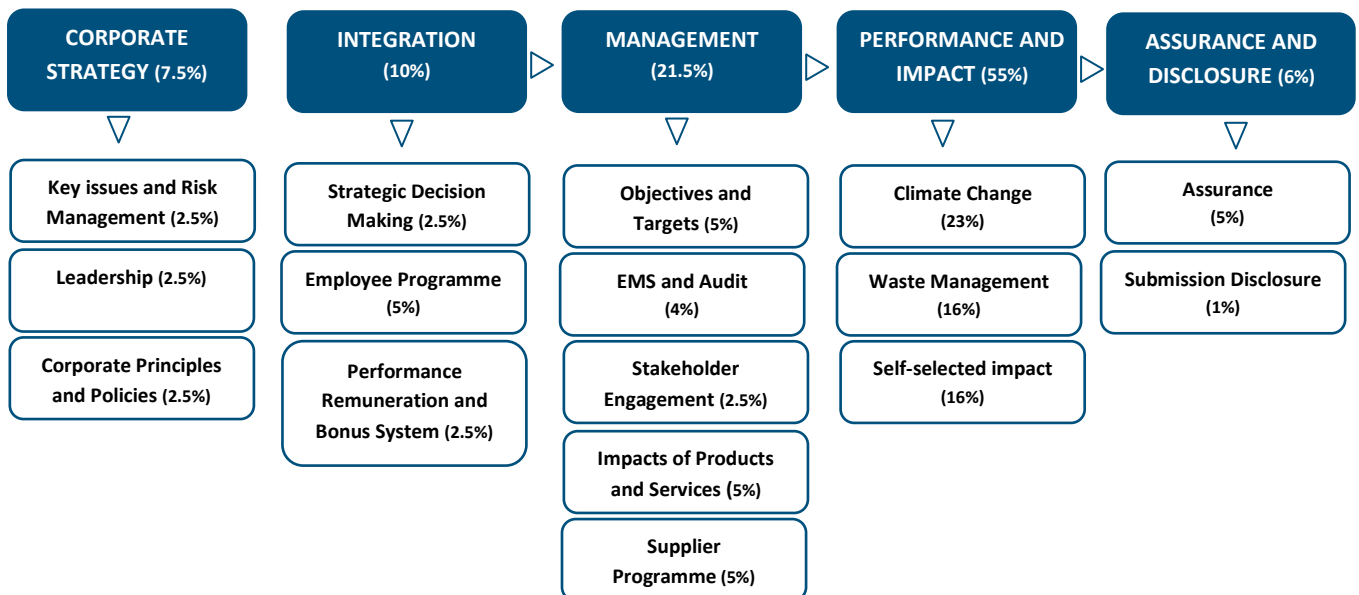 CORPORATE
STRATEGY (7.5%)
Key issues and Risk
Management (2.5%)
Leadership (2.5%)
Corporate Principles
and Policies (2.5%)
INTEGRATION
(10%)
Strategic Decision
Making (2.5%)
Employee Programme
(5%)
Performance
Remuneration and
Bonus System (2.5%)
MANAGEMENT
(21.5%)
Objectives and
Targets (5%)
EMS and Audit
(4%)
Stakeholder
Engagement (2.5%)
Impacts of Products
and Services (5%)
Supplier
Programme (5%)
PERFORMANCE AND
IMPACT (55%)
Climate Change
(23%)
Waste Management
(16%)
Self-selected impact
(16%)
ASSURANCE AND
DISCLOSURE (6%)
Assurance
(5%)
Submission Disclosure
(1%)